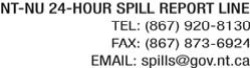 NT-NU 24-HOUR SPILL REPORT LINE
TEL: (867) 920-8130
FAX: (867) 873-6924
EMAIL: spills@gov.nt.ca